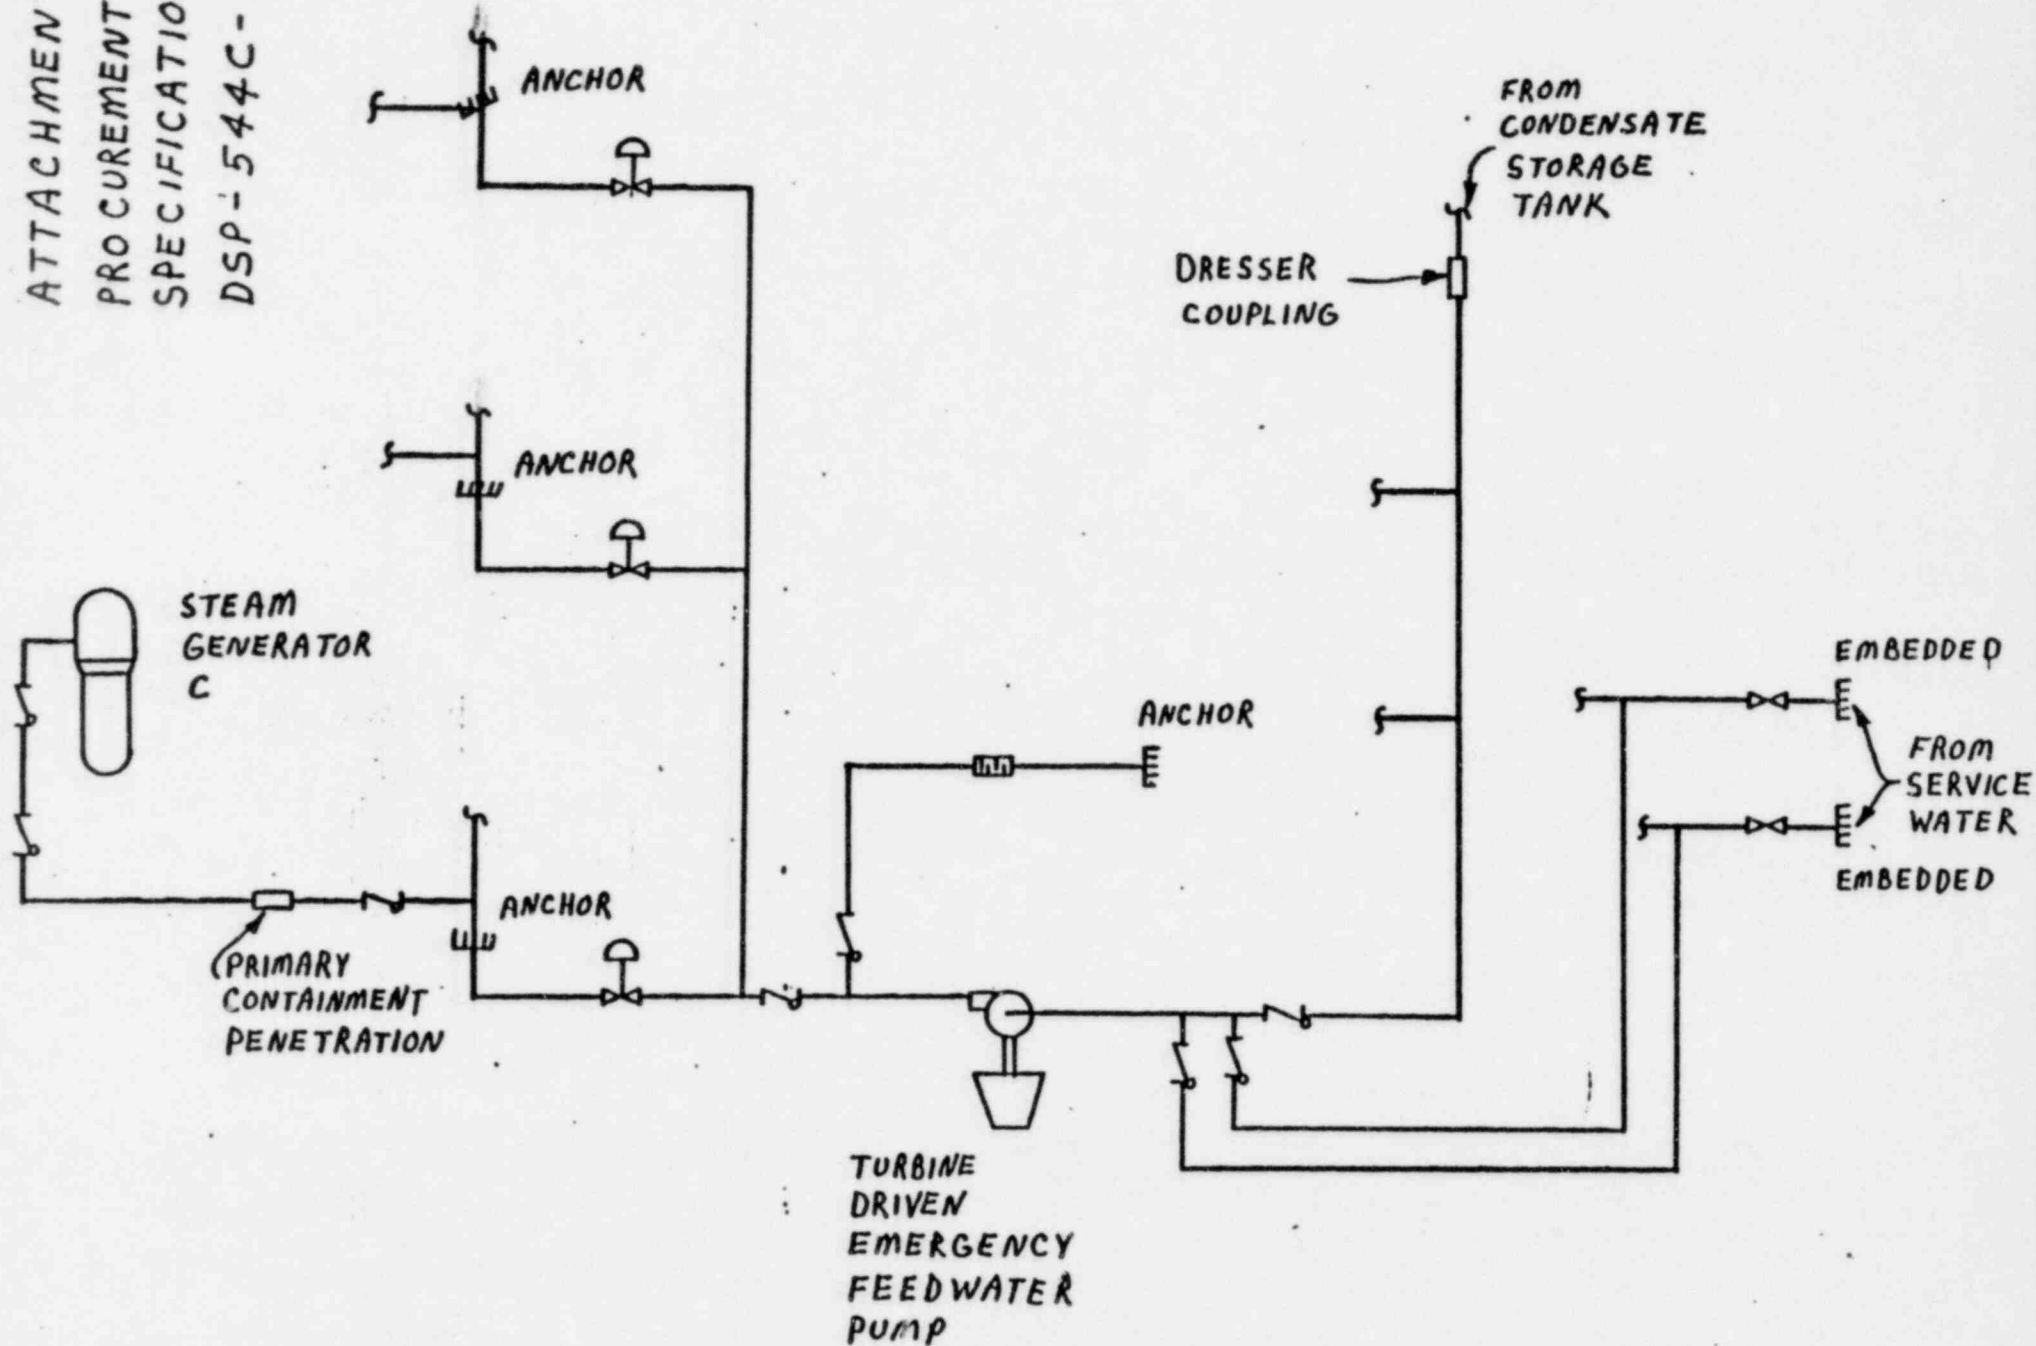 ATTACHMEN
PROCUREMENT
SPECIFICATIO
DSP-544C-
ANCHOR
FROM
CONDENSATE
STORAGE
TANK
DRESSER
COUPLING
ANCHOR
STEAM
GENERATOR
C
EMBEDDED
ANCHOR
FROM
SERVICE
WATER
EMBEDDED
ANCHOR
PRIMARY
CONTAINMENT
PENETRATION
TURBINE
DRIVEN
EMERGENCY
FEEDWATER
PUMP